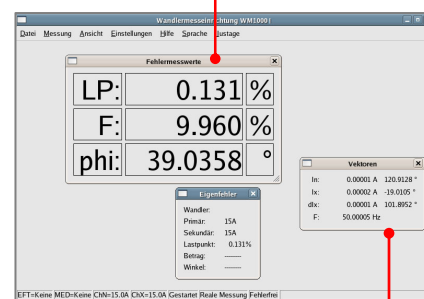 Wandlermesseinrichtung WM1000I
Datei Messung Ansicht Einstellungen Hilfe Sprache Justage
Fehlermesswerte
LP: 0.131 %
F: 9.960 %
phi: 39.0358 °
Vektoren
In: 0.00001 A 120.9128 °
Ix: 0.00002 A -19.0105 °
dIx: 0.00001 A 101.8952 °
F: 50.00005 Hz
Eigenfehler
Wandler:
Primär: 15A
Sekundär: 15A
Lastpunkt: 0.131%
Betrag: --------
Winkel: --------
EFT=Keine MED=Keine ChN=15.0A ChX=15.0A Gestartet Reale Messung Fehlerfrei